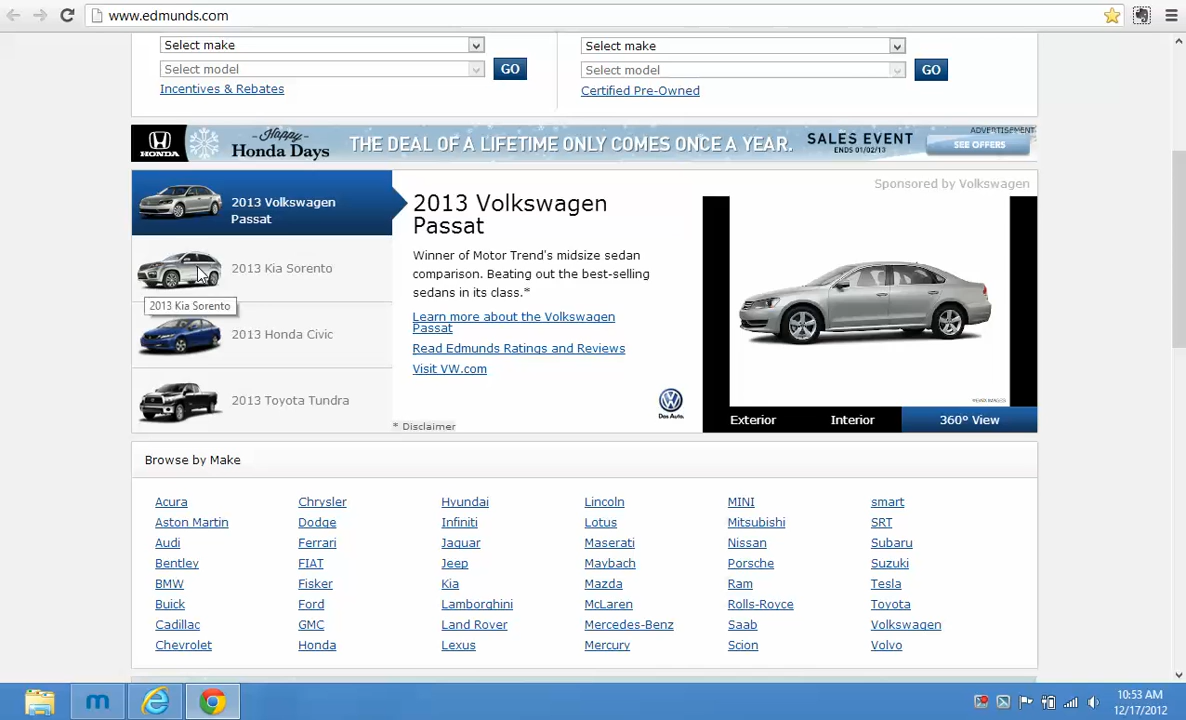 www.edmunds.com
Select make
Select model
GO
Incentives & Rebates
Select make
Select model
GO
Certified Pre-Owned
HONDA
Happy
Honda Days
THE DEAL OF A LIFETIME ONLY COMES ONCE A YEAR.
SALES EVENT
ENDS 01/02/13
ADVERTISEMENT
SEE OFFERS
2013 Volkswagen
Passat
2013 Kia Sorento
2013 Kia Sorento
2013 Honda Civic
2013 Toyota Tundra
2013 Volkswagen
Passat
Winner of Motor Trend's midsize sedan
comparison. Beating out the best-selling
sedans in its class.*
Learn more about the Volkswagen
Passat
Read Edmunds Ratings and Reviews
Visit VW.com
Das Auto.
* Disclaimer
Sponsored by Volkswagen
Exterior
Interior
360° View
Browse by Make
Acura
Aston Martin
Audi
Bentley
BMW
Buick
Cadillac
Chevrolet
Chrysler
Dodge
Ferrari
FIAT
Fisker
Ford
GMC
Honda
Hyundai
Infiniti
Jaguar
Jeep
Kia
Lamborghini
Land Rover
Lexus
Lincoln
Lotus
Maserati
Maybach
Mazda
McLaren
Mercedes-Benz
Mercury
MINI
Mitsubishi
Nissan
Porsche
Ram
Rolls-Royce
Saab
Scion
smart
SRT
Subaru
Suzuki
Tesla
Toyota
Volkswagen
Volvo
m
10:53 AM
12/17/2012